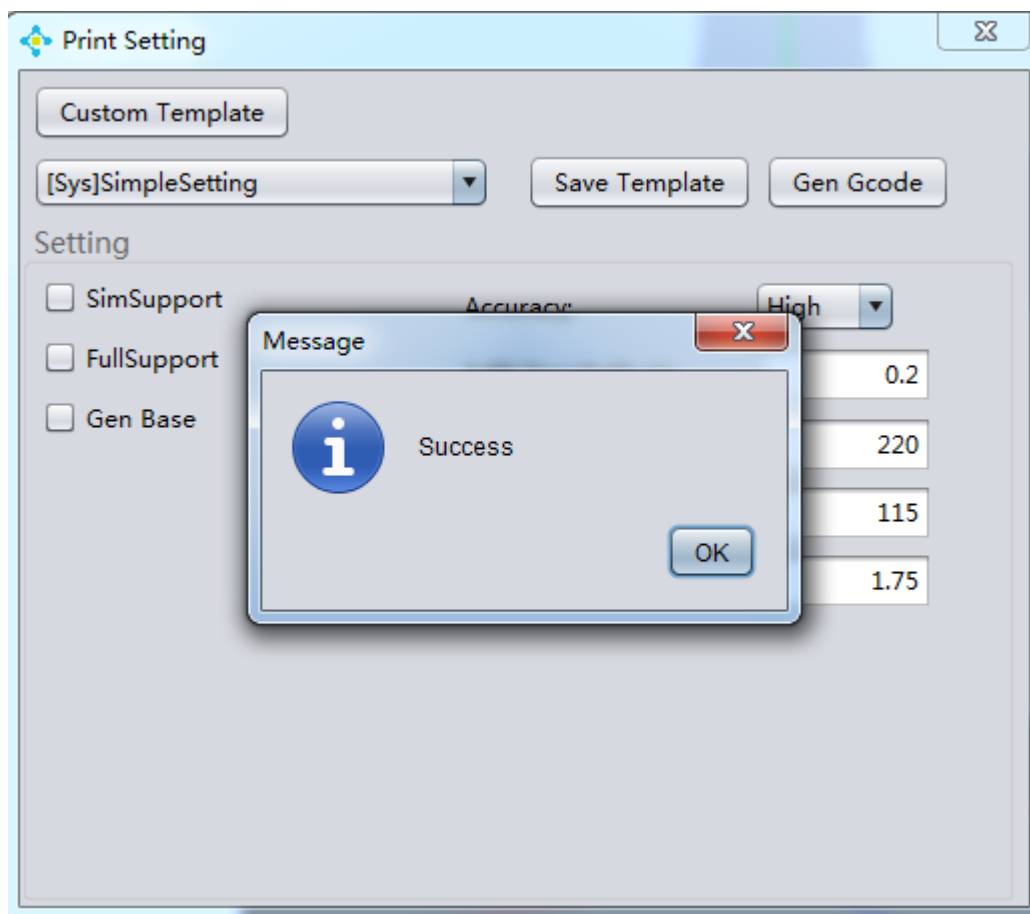 Print Setting
Custom Template
[Sys]SimpleSetting
Save Template
Gen Gcode
Setting
SimSupport
Accuracy:
High
FullSupport
0.2
Gen Base
220
115
1.75
Message
Success
OK